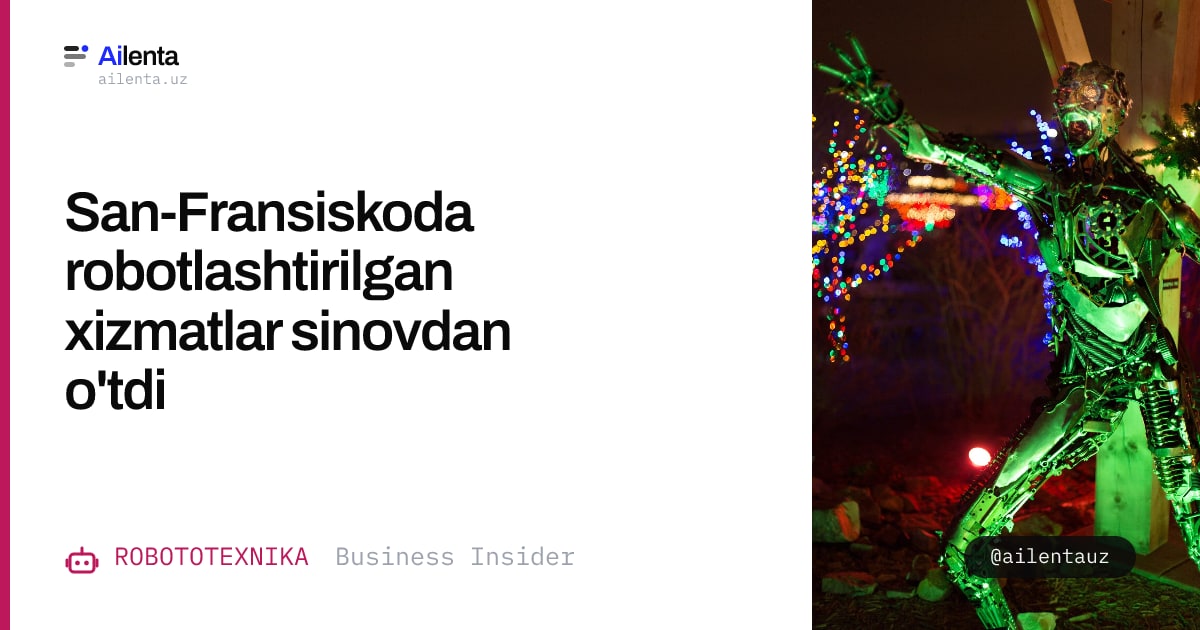 Ailenta
ailenta.uz
San-Fransiskoda
robotlashtirilgan
xizmatlar sinovdan
o'tdi
ROBOTOTEXNIKA Business Insider
@ailentauz